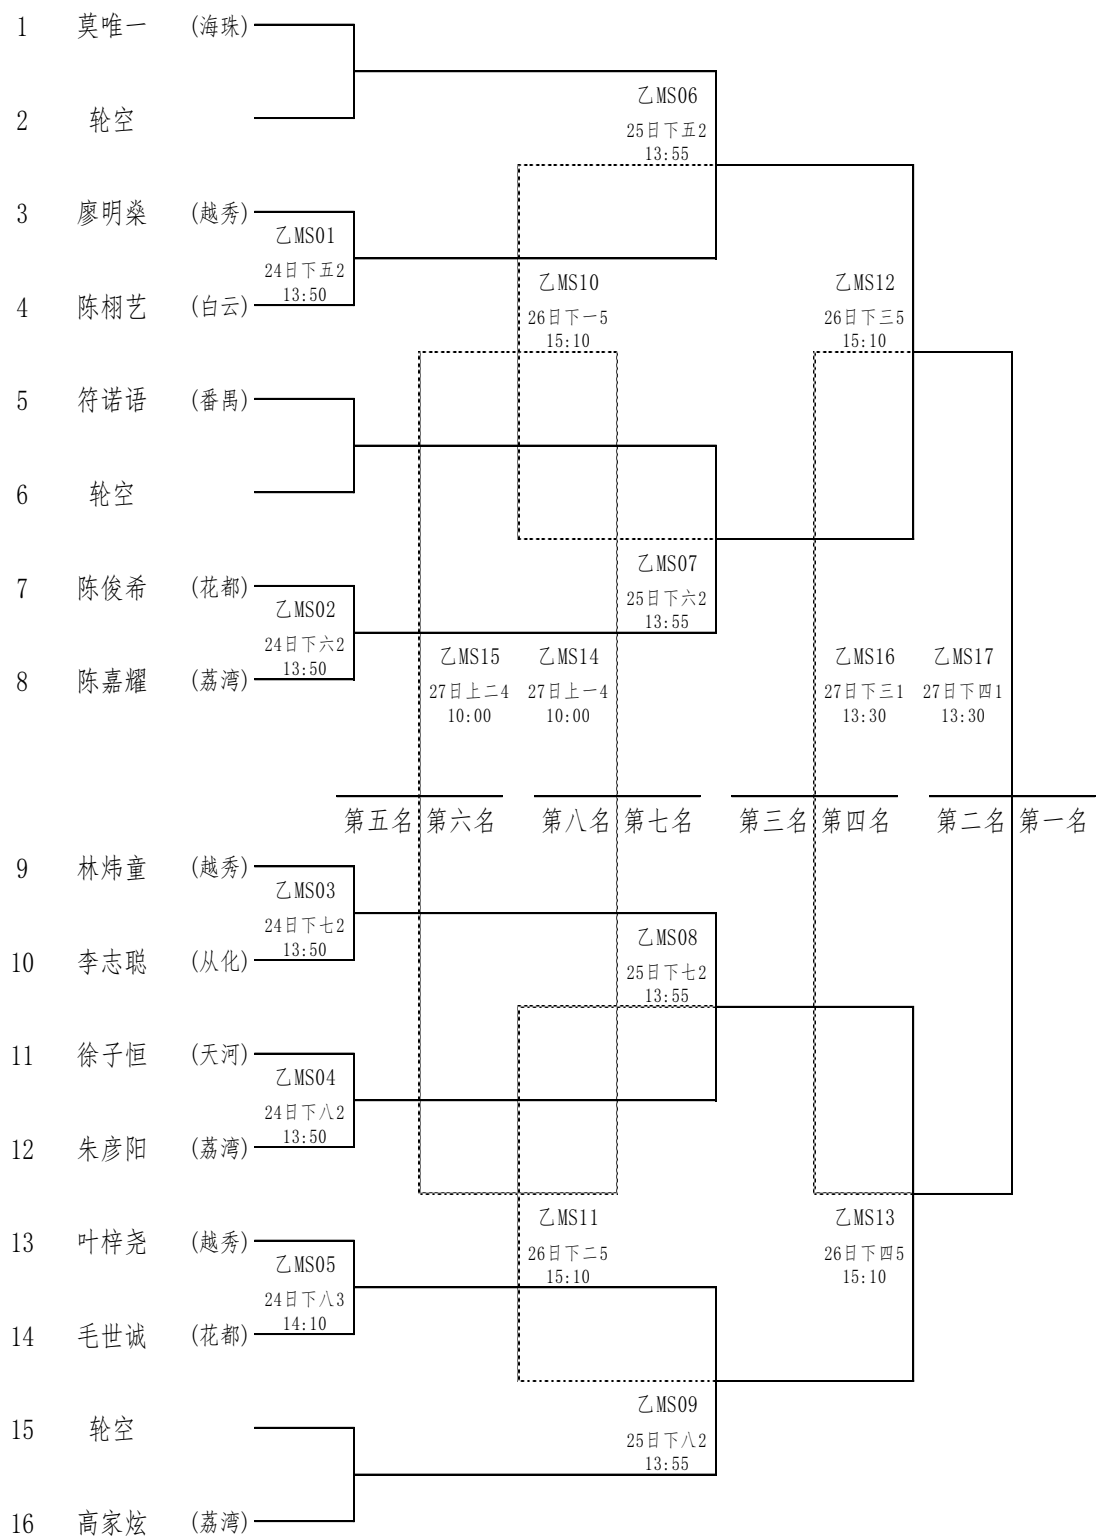 1 莫唯一 (海珠)
乙MS06
2 轮空
25日下五2
13:55
3 廖明燊 (越秀)
乙MS01
24日下五2
13:50
乙MS10
乙MS12
4 陈栩艺 (白云)
26日下一5
26日下三5
15:10
15:10
5 符诺语 (番禺)
6 轮空
乙MS07
7 陈俊希 (花都)
25日下六2
乙MS02
13:55
24日下六2
13:50
乙MS15 乙MS14 乙MS16 乙MS17
8 陈嘉耀 (荔湾)
27日上二4 27日上一4 27日下三1 27日下四1
10:00 10:00 13:30 13:30
第五名 第六名 第八名 第七名 第三名 第四名 第二名 第一名
9 林炜童 (越秀)
乙MS03
24日下七2
乙MS08
13:50
10 李志聪 (从化)
25日下七2
13:55
11 徐子恒 (天河)
乙MS04
24日下八2
13:50
12 朱彦阳 (荔湾)
乙MS11
乙MS13
13 叶梓尧 (越秀)
26日下二5
26日下四5
乙MS05
15:10
15:10
24日下八3
14:10
14 毛世诚 (花都)
乙MS09
15 轮空
25日下八2
13:55
16 高家炫 (荔湾)